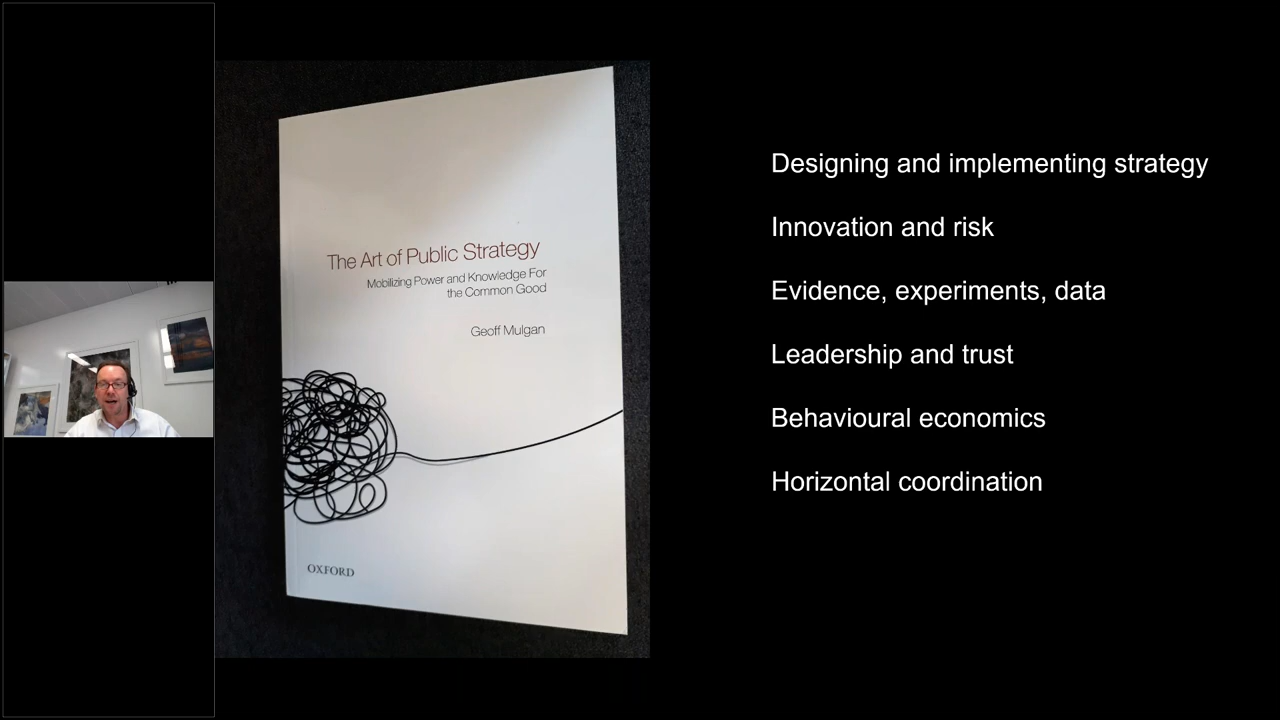 The Art of Public Strategy
Mobilizing Power and Knowledge For
the Common Good
Geoff Mulgan
OXFORD
Designing and implementing strategy
Innovation and risk
Evidence, experiments, data
Leadership and trust
Behavioural economics
Horizontal coordination